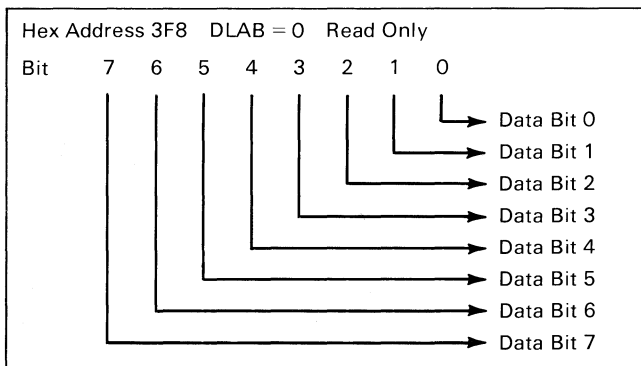 Hex Address 3F8 DLAB = 0 Read Only
Bit 7 6 5 4 3 2 1 0
Data Bit 0
Data Bit 1
Data Bit 2
Data Bit 3
Data Bit 4
Data Bit 5
Data Bit 6
Data Bit 7